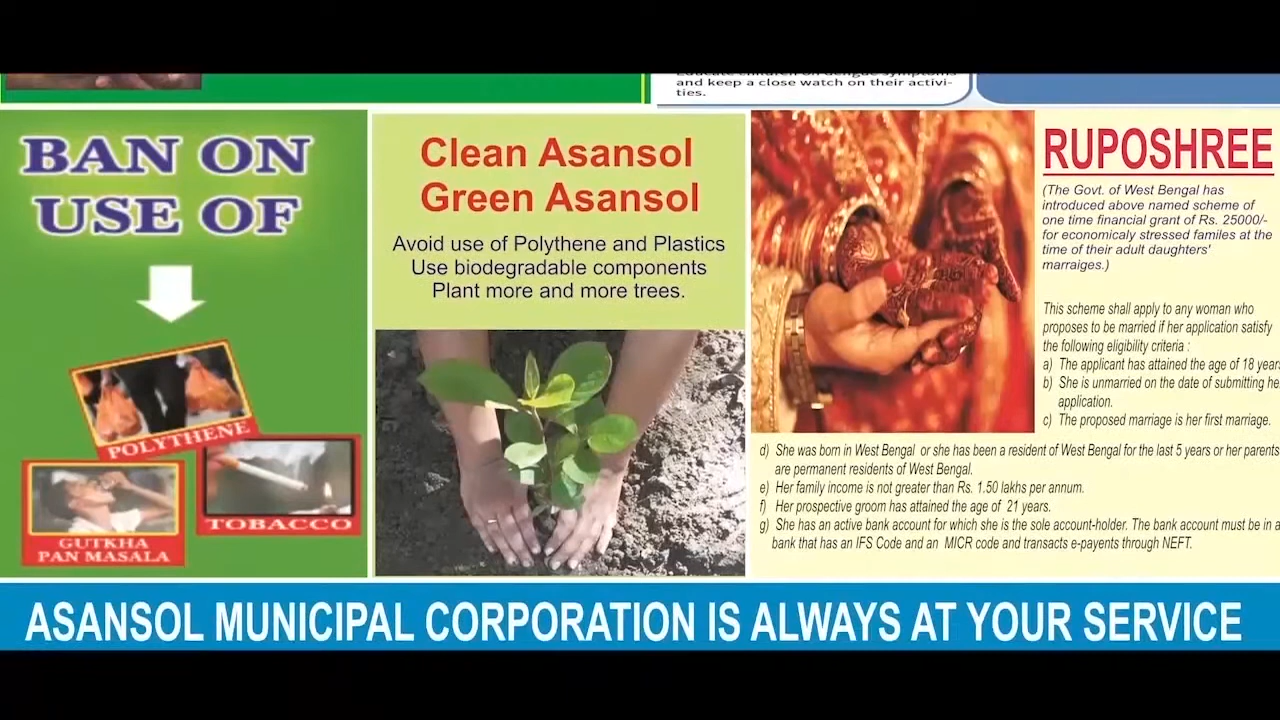 and keep a close watch on their activi-
ties.
BAN ON
USE OF
POLYTHENE
TOBACCO
GUTKHA
PAN MASALA
Clean Asansol
Green Asansol
Avoid use of Polythene and Plastics
Use biodegradable components
Plant more and more trees.
RUPOSHREE
(The Govt. of West Bengal has
introduced above named scheme of
one time financial grant of Rs. 25000/-
for economicaly stressed familes at the
time of their adult daughters'
marraiges.)
This scheme shall apply to any woman who
proposes to be married if her application satisfy
the following eligibility criteria :
a) The applicant has attained the age of 18 years
b) She is unmarried on the date of submitting he
application.
c) The proposed marriage is her first marriage.
d) She was born in West Bengal or she has been a resident of West Bengal for the last 5 years or her parents
are permanent residents of West Bengal.
e) Her family income is not greater than Rs. 1.50 lakhs per annum.
f) Her prospective groom has attained the age of 21 years.
g) She has an active bank account for which she is the sole account-holder. The bank account must be in a
bank that has an IFS Code and an MICR code and transacts e-payents through NEFT.
ASANSOL MUNICIPAL CORPORATION IS ALWAYS AT YOUR SERVICE